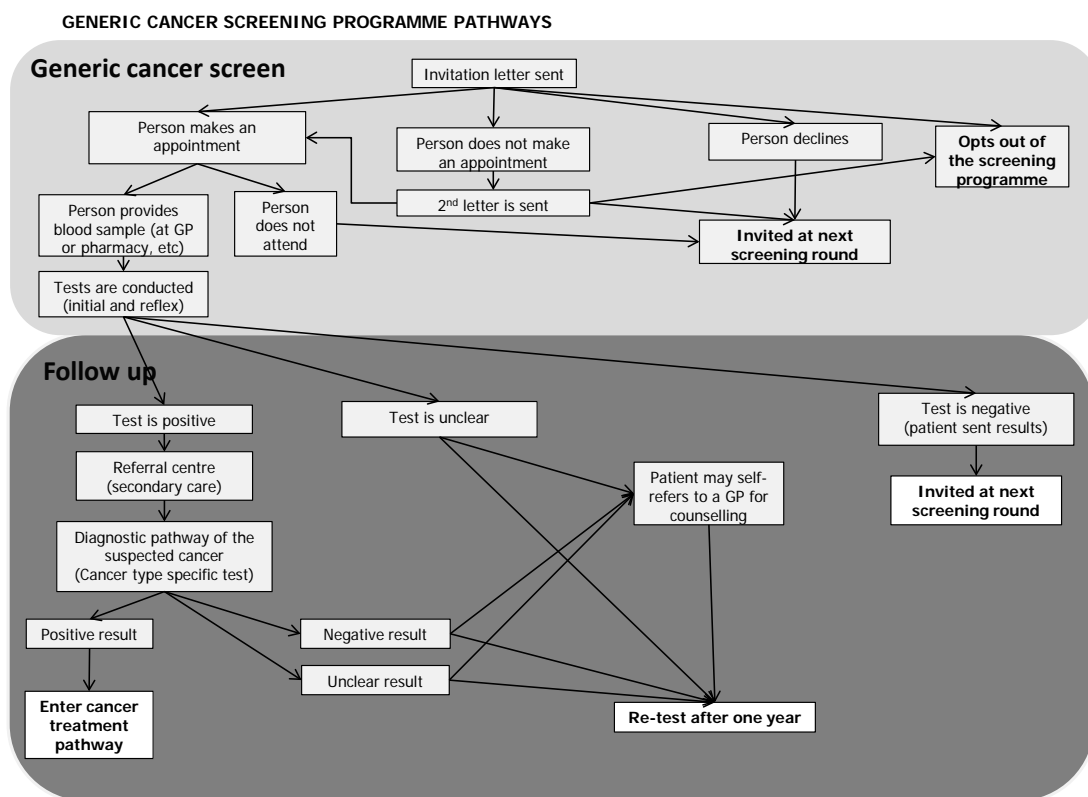 GENERIC CANCER SCREENING PROGRAMME PATHWAYS
Generic cancer screen
Invitation letter sent
Person makes an
appointment
Person does not make
an appointment
Person declines
Opts out
of the screening
programme
2nd letter is sent
Person provides
blood sample (at GP
or pharmacy, etc)
Person
does not
attend
Invited at next
screening round
Tests are conducted
(initial and reflex)
Follow up
Test is positive
Test is unclear
Test is negative
(patient sent results)
Referral centre
(secondary care)
Patient may self-
refers to a GP for
counselling
Invited at next
screening round
Diagnostic pathway of the
suspected cancer
(Cancer type specific test)
Positive result
Negative result
Unclear result
Enter cancer
treatment
pathway
Re-test after one year